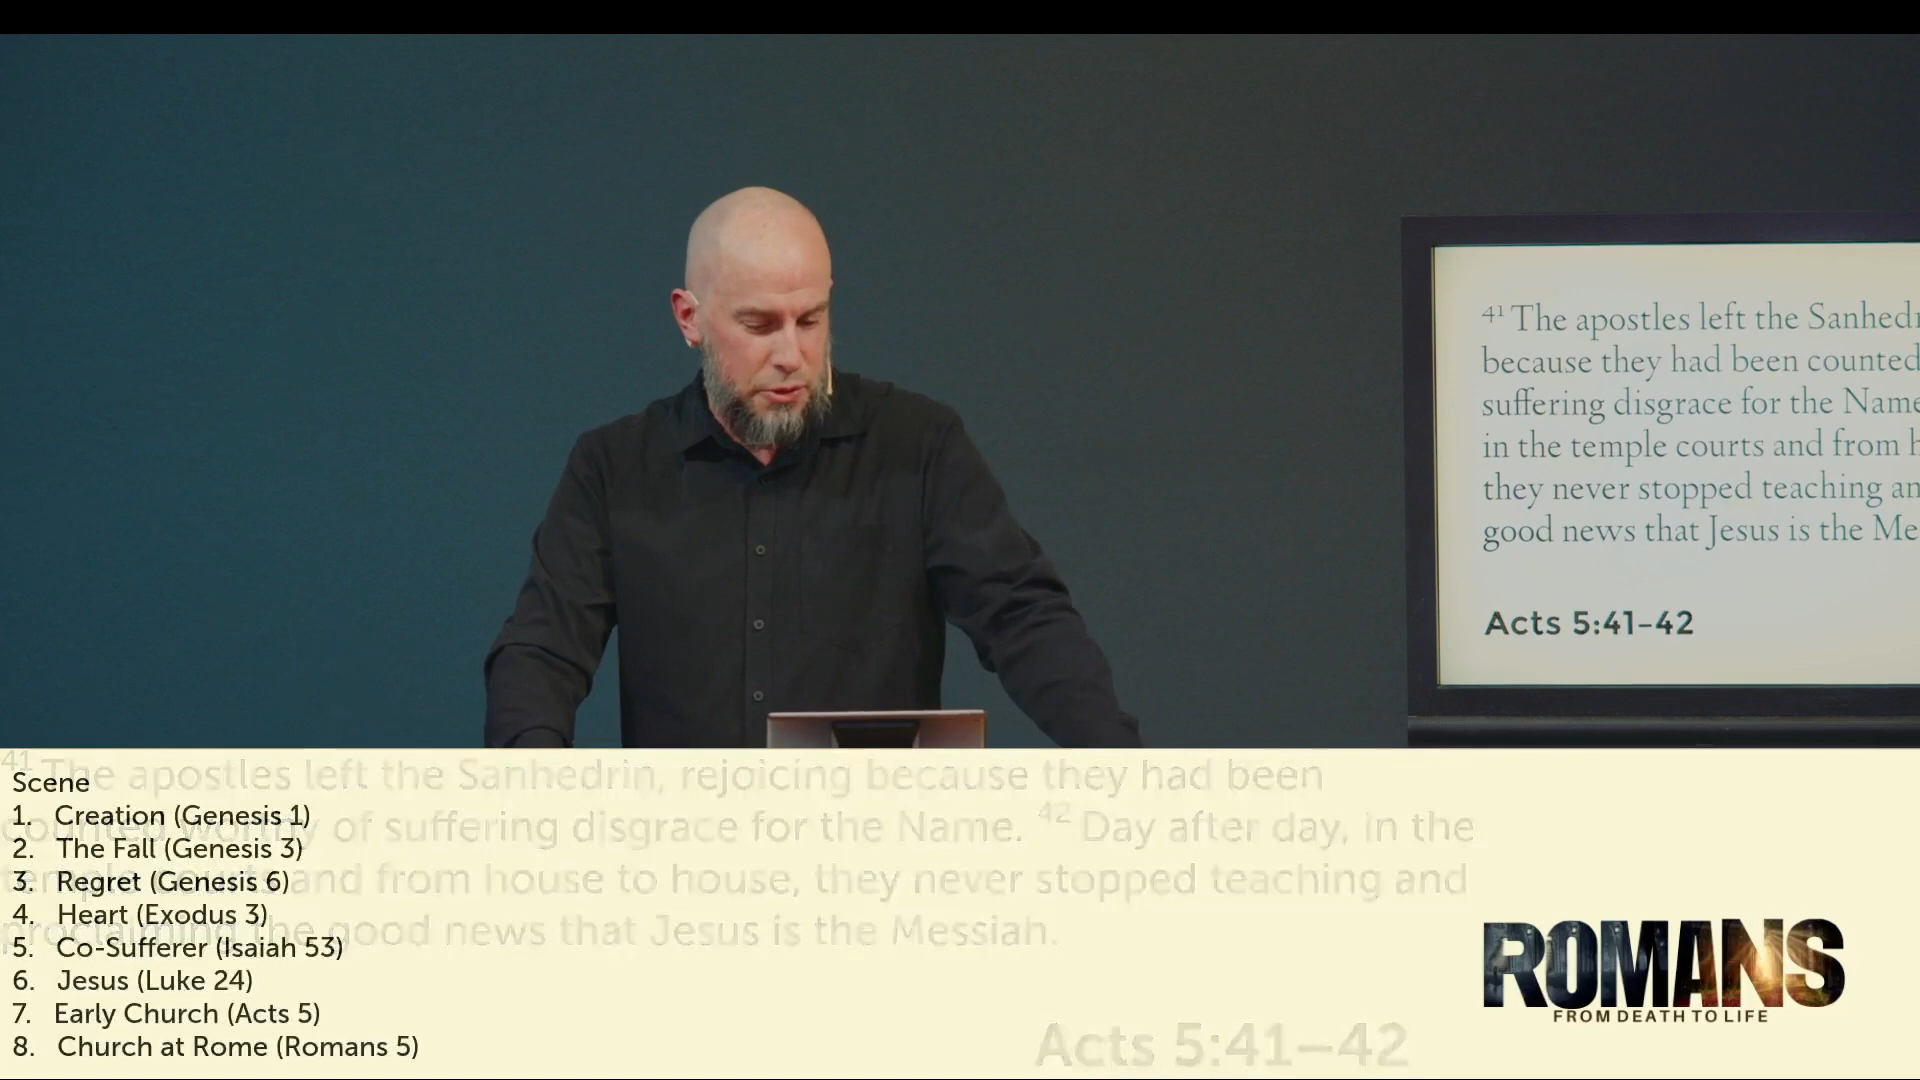 41 The apostles left the Sanhedr
because they had been counted
suffering disgrace for the Name
in the temple courts and from h
they never stopped teaching an
good news that Jesus is the Me
Acts 5:41–42
41 The apostles left the Sanhedrin, rejoicing because they had been
counted worthy of suffering disgrace for the Name. 42 Day after day, in the
temple courts and from house to house, they never stopped teaching and
proclaiming the good news that Jesus is the Messiah.
Acts 5:41–42
Scene
1. Creation (Genesis 1)
2. The Fall (Genesis 3)
3. Regret (Genesis 6)
4. Heart (Exodus 3)
5. Co-Sufferer (Isaiah 53)
6. Jesus (Luke 24)
7. Early Church (Acts 5)
8. Church at Rome (Romans 5)
ROMANS
FROM DEATH TO LIFE